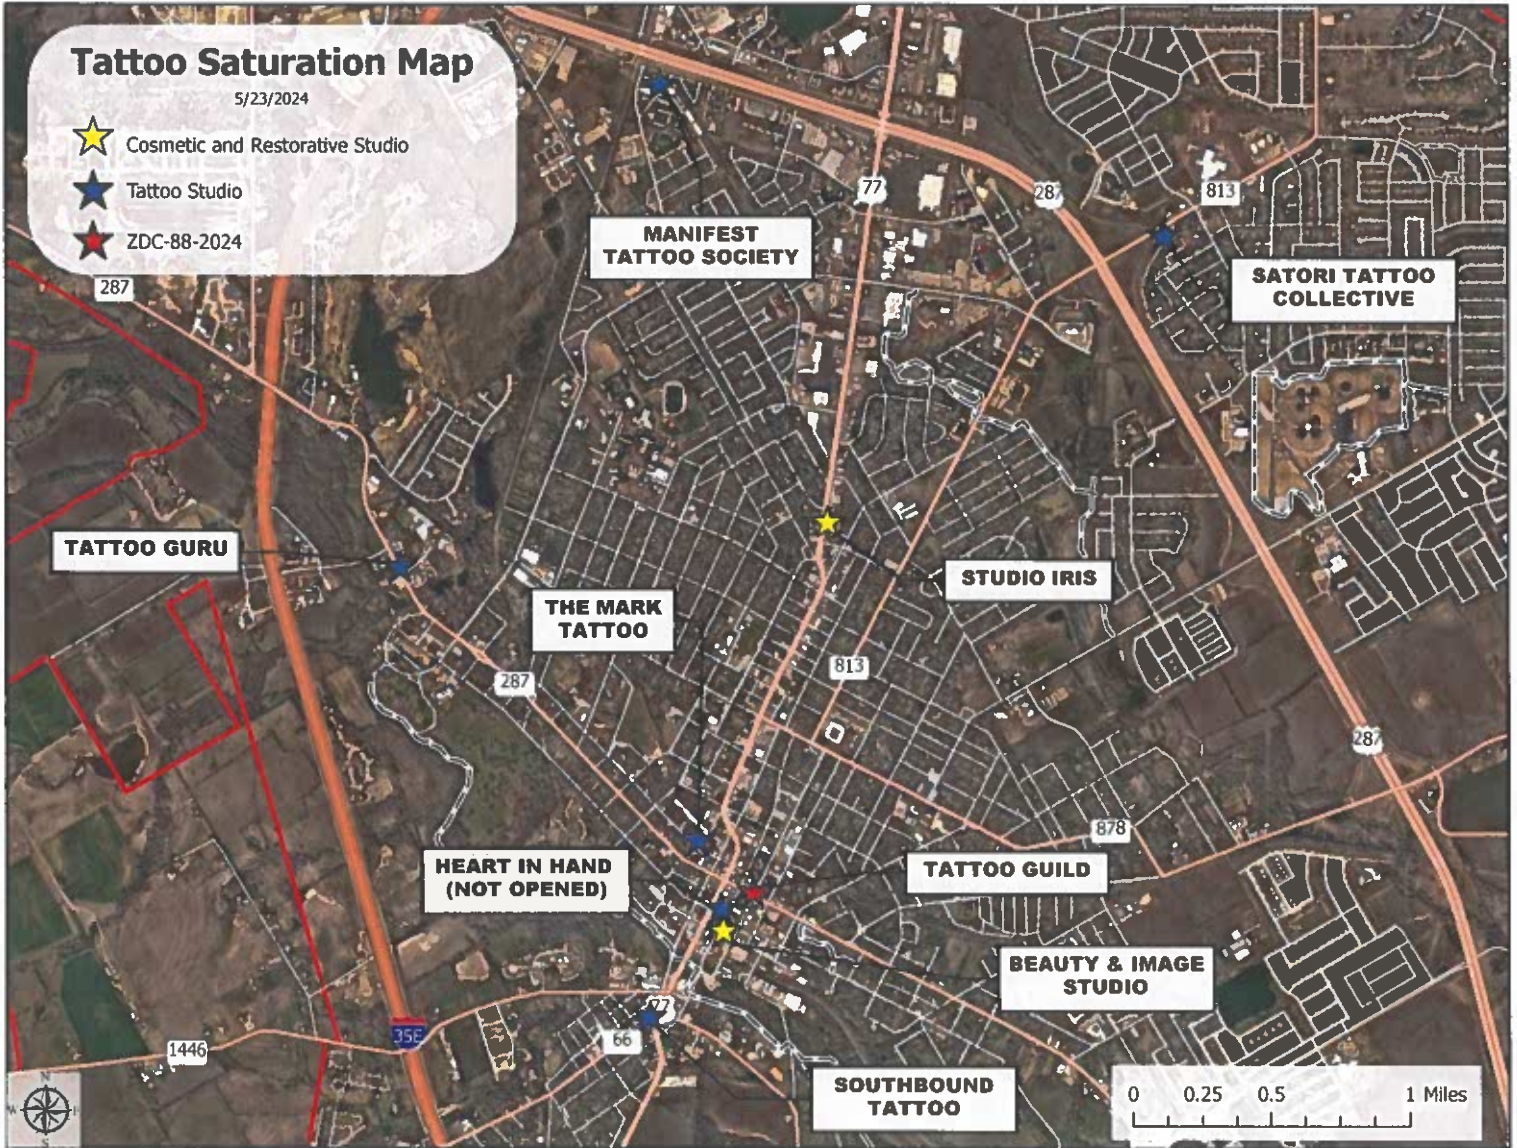 Tattoo Saturation Map
5/23/2024
Cosmetic and Restorative Studio
Tattoo Studio
ZDC-88-2024
287
77
287
813
MANIFEST
TATTOO SOCIETY
SATORI TATTOO
COLLECTIVE
TATTOO GURU
STUDIO IRIS
THE MARK
TATTOO
813
287
287
878
HEART IN HAND
(NOT OPENED)
TATTOO GUILD
BEAUTY & IMAGE
STUDIO
77
35E
66
1446
SOUTHBOUND
TATTOO
0 0.25 0.5 1 Miles
N
W E
S